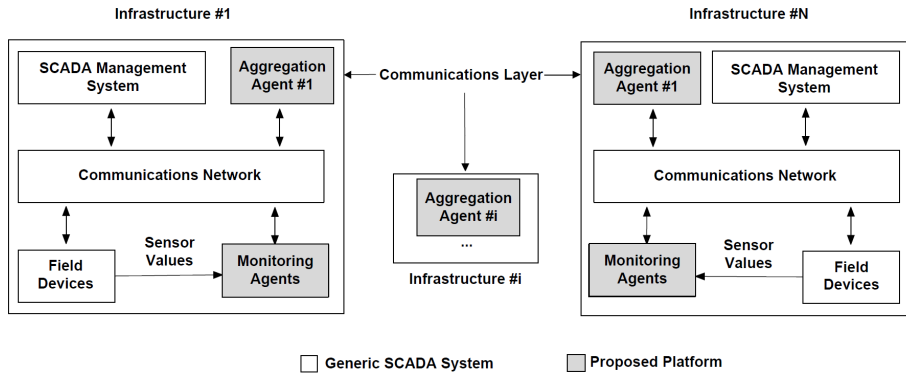 Infrastructure #1
Infrastructure #N
SCADA Management
System
Aggregation
Agent #1
Communications Layer
Aggregation
Agent #1
SCADA Management
System
Communications Network
Communications Network
Aggregation
Agent #i
...
Infrastructure #i
Field
Devices
Sensor
Values
Monitoring
Agents
Monitoring
Agents
Sensor
Values
Field
Devices
Generic SCADA System
Proposed Platform